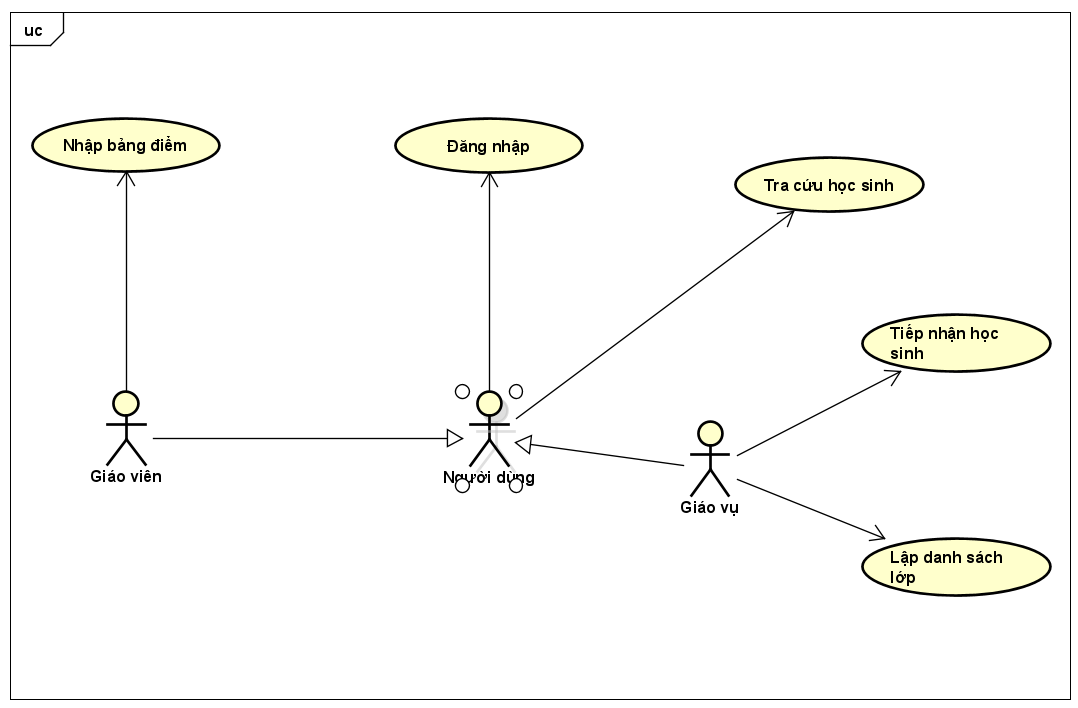 uc
Nhập bảng điểm
Đăng nhập
Tra cứu học sinh
Tiếp nhận học
sinh
Giáo viên
Người dùng
Giáo vụ
Lập danh sách
lớp